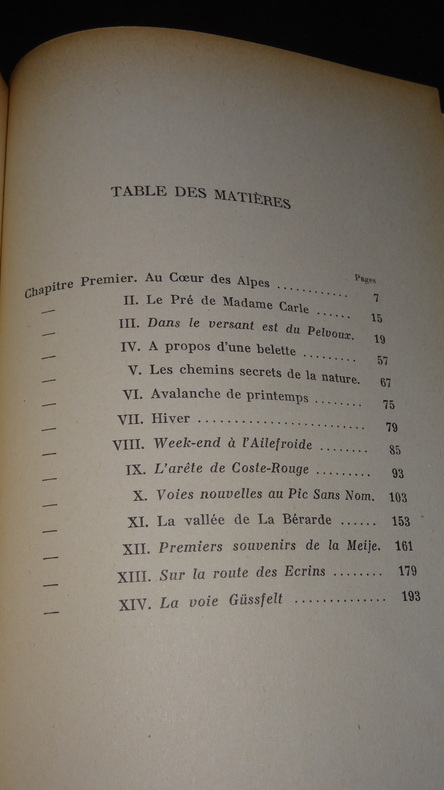 TABLE DES MATIÈRES
Pages
Chapitre Premier. Au Cœur des Alpes ............ 7
— II. Le Pré de Madame Carle ...... 15
— III. Dans le versant est du Pelvoux. 19
— IV. A propos d'une belette ......... 57
— V. Les chemins secrets de la nature. 67
— VI. Avalanche de printemps ........ 75
— VII. Hiver ......................... 79
— VIII. Week-end à l'Ailefroide ........ 85
— IX. L'arête de Coste-Rouge ......... 93
— X. Voies nouvelles au Pic Sans Nom. 103
— XI. La vallée de La Bérarde ...... 153
— XII. Premiers souvenirs de la Meije. 161
— XIII. Sur la route des Ecrins ........ 179
— XIV. La voie Güssfelt .............. 193